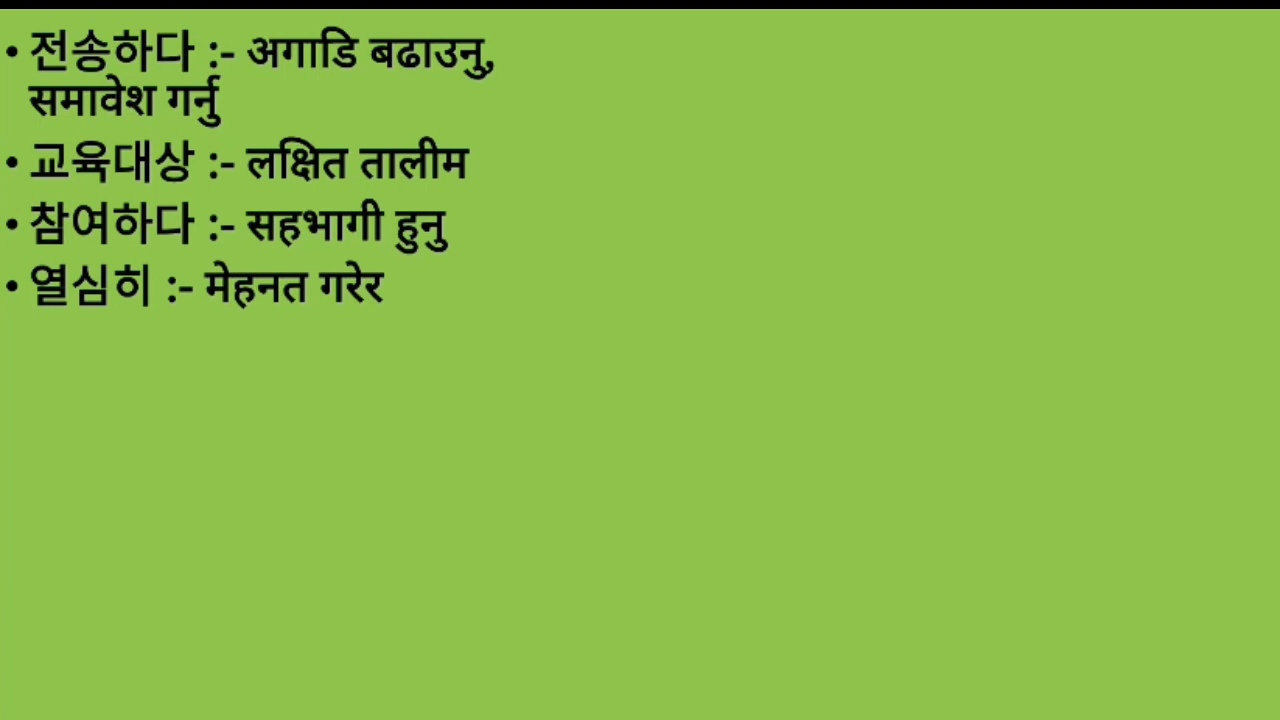 • 전송하다 :- अगाडि बढाउनु,
समावेश गर्नु
• 교육대상 :- लक्षित तालीम
• 참여하다 :- सहभागी हुनु
• 열심히 :- मेहनत गरेर